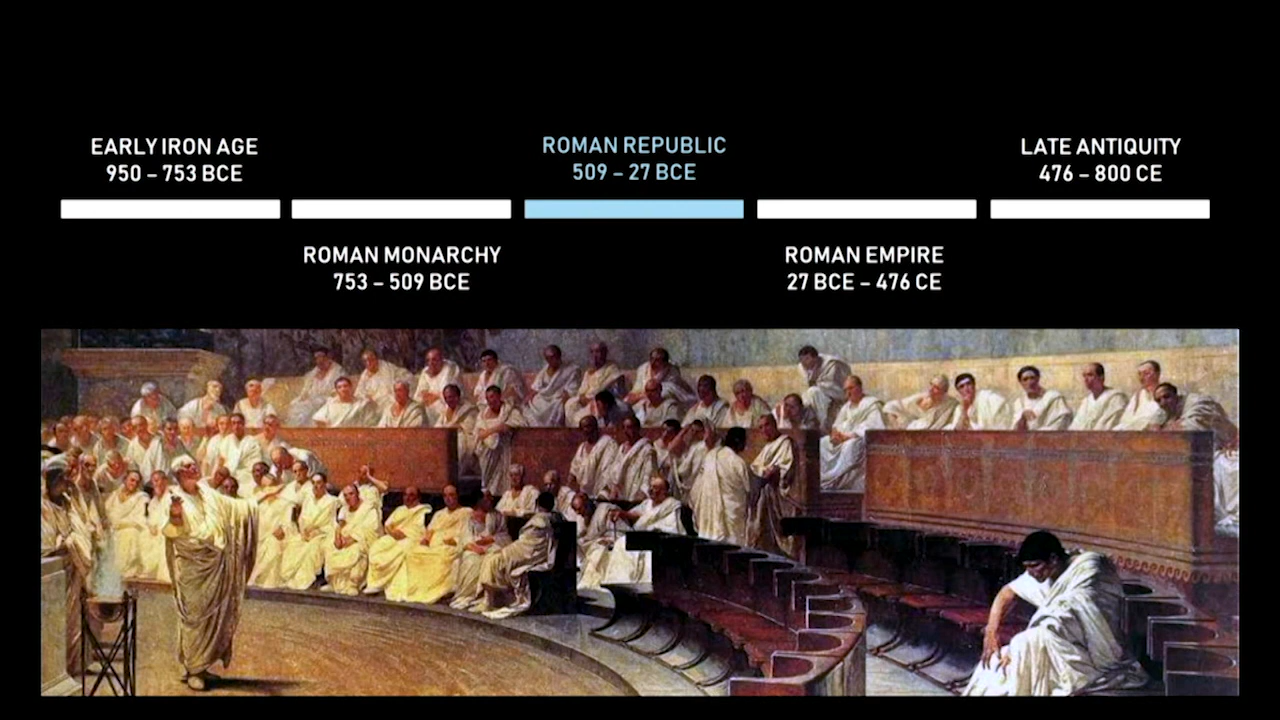 EARLY IRON AGE
950 – 753 BCE
ROMAN MONARCHY
753 – 509 BCE
ROMAN REPUBLIC
509 – 27 BCE
ROMAN EMPIRE
27 BCE – 476 CE
LATE ANTIQUITY
476 – 800 CE